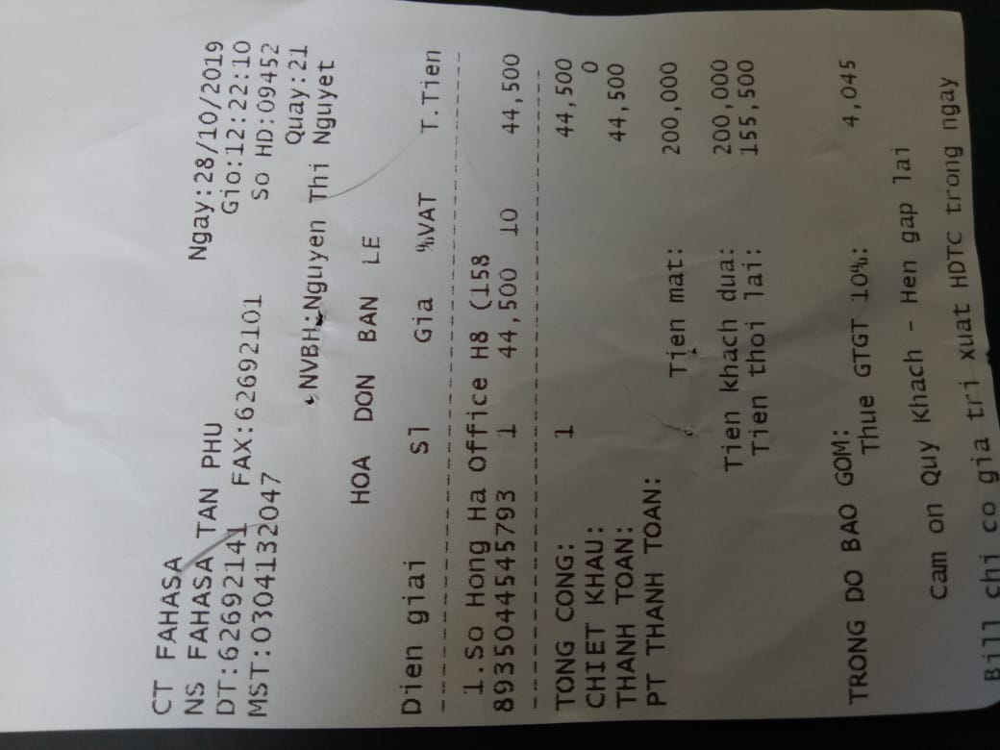 CT FAHASA
NS FAHASA TAN PHU Ngay:28/10/2019
DT:62692141 FAX:62692101 Gio:12:22:10
MST:0304132047 So HD:09452
Quay:21
NVBH:Nguyen Thi Nguyet
HOA DON BAN LE
Dien giai Sl Gia %VAT T.Tien
1.So Hong Ha Office H8 (158
8935044545793 1 44,500 10 44,500
TONG CONG: 1 44,500
CHIET KHAU: 0
THANH TOAN: 44,500
PT THANH TOAN:
Tien mat: 200,000
Tien khach dua: 200,000
Tien thoi lai: 155,500
TRONG DO BAO GOM:
Thue GTGT 10%: 4,045
Cam on Quy Khach - Hen gap lai
Bill chi co gia tri xuat HDTC trong ngay